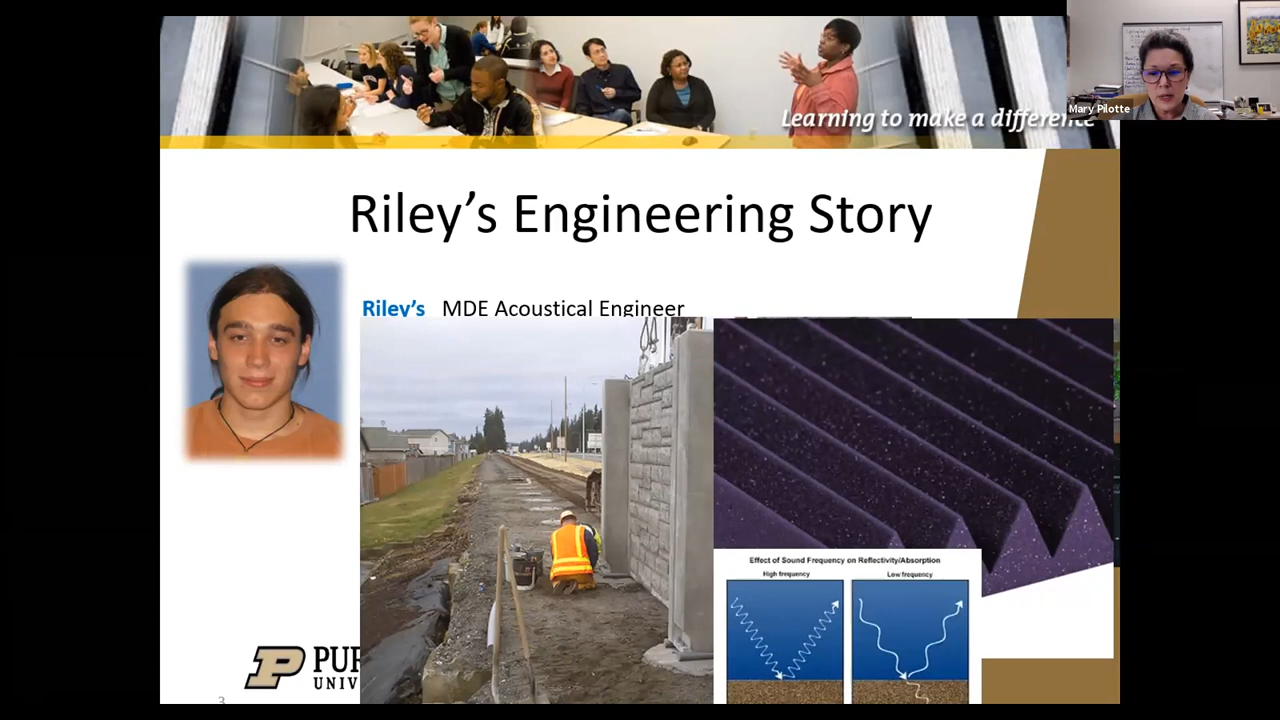 Learning to make a difference
Mary Pilotte
Riley's Engineering Story
Riley's MDE Acoustical Engineer
Effect of Sound Frequency on Reflectivity/Absorption
High frequency
Low frequency
PUR
UNIV
3